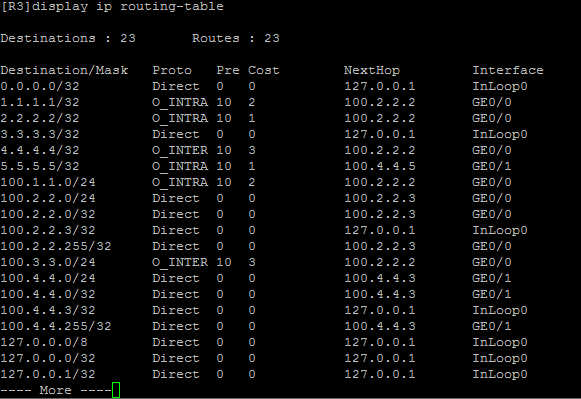 [R3]display ip routing-table
Destinations : 23 Routes : 23
Destination/Mask Proto Pre Cost NextHop Interface
0.0.0.0/32 Direct 0 0 127.0.0.1 InLoop0
1.1.1.1/32 O_INTRA 10 2 100.2.2.2 GE0/0
2.2.2.2/32 O_INTRA 10 1 100.2.2.2 GE0/0
3.3.3.3/32 Direct 0 0 127.0.0.1 InLoop0
4.4.4.4/32 O_INTER 10 3 100.2.2.2 GE0/0
5.5.5.5/32 O_INTRA 10 1 100.4.4.5 GE0/1
100.1.1.0/24 O_INTRA 10 2 100.2.2.2 GE0/0
100.2.2.0/24 Direct 0 0 100.2.2.3 GE0/0
100.2.2.0/32 Direct 0 0 100.2.2.3 GE0/0
100.2.2.3/32 Direct 0 0 127.0.0.1 InLoop0
100.2.2.255/32 Direct 0 0 100.2.2.3 GE0/0
100.3.3.0/24 O_INTER 10 3 100.2.2.2 GE0/0
100.4.4.0/24 Direct 0 0 100.4.4.3 GE0/1
100.4.4.0/32 Direct 0 0 100.4.4.3 GE0/1
100.4.4.3/32 Direct 0 0 127.0.0.1 InLoop0
100.4.4.255/32 Direct 0 0 100.4.4.3 GE0/1
127.0.0.0/8 Direct 0 0 127.0.0.1 InLoop0
127.0.0.0/32 Direct 0 0 127.0.0.1 InLoop0
127.0.0.1/32 Direct 0 0 127.0.0.1 InLoop0
---- More ----